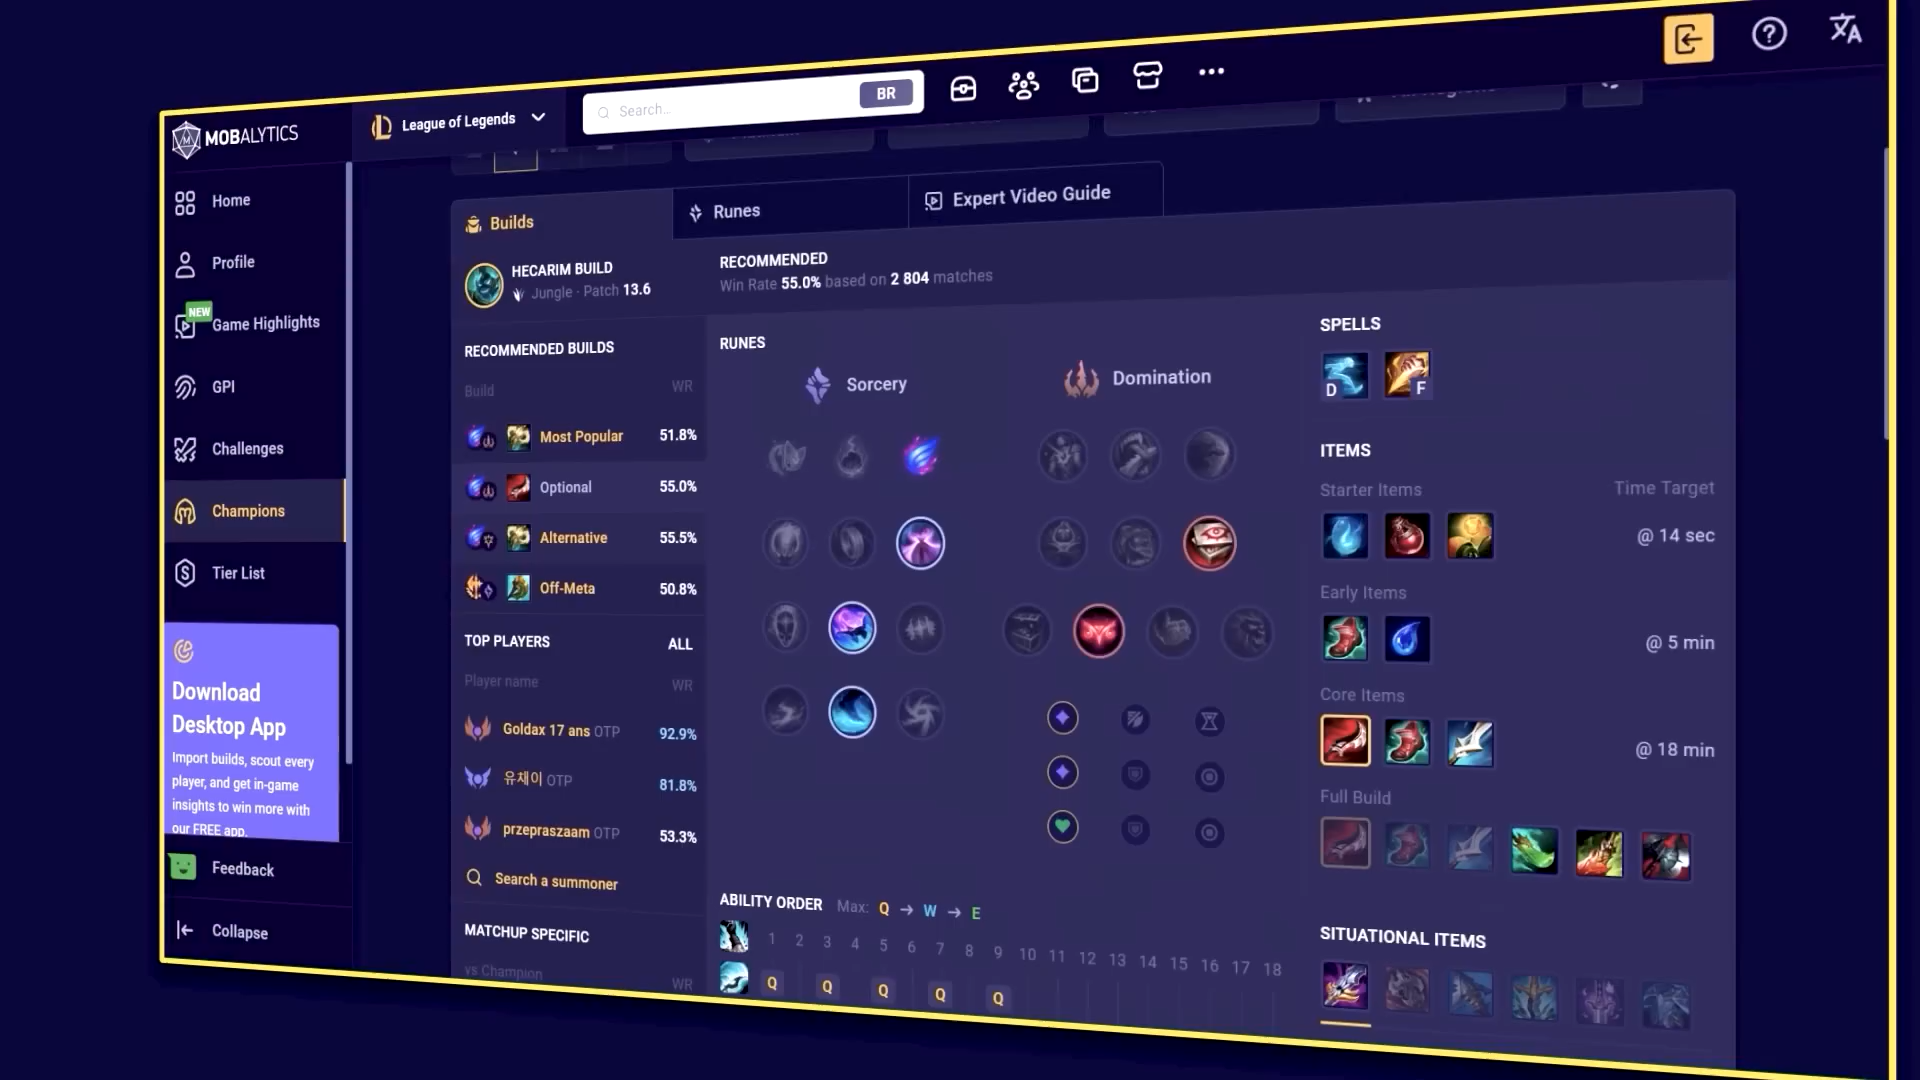 MOBALYTICS
League of Legends
Search...
BR
Home
Profile
NEW
Game Highlights
GPI
Challenges
Champions
Tier List
Download
Desktop App
Import builds, scout every
player, and get in-game
insights to win more with
our FREE app.
Feedback
Collapse
Builds
Runes
Expert Video Guide
HECARIM BUILD
Jungle · Patch 13.6
RECOMMENDED
Win Rate 55.0% based on 2 804 matches
RECOMMENDED BUILDS
Build WR
Most Popular 51.8%
Optional 55.0%
Alternative 55.5%
Off-Meta 50.8%
TOP PLAYERS ALL
Player name WR
Goldax 17 ans OTP 92.9%
유채이 OTP 81.8%
przepraszaam OTP 53.3%
Search a summoner
MATCHUP SPECIFIC
vs Champion WR
RUNES
Sorcery
Domination
ABILITY ORDER Max: Q → W → E
1 2 3 4 5 6 7 8 9 10 11 12 13 14 15 16 17 18
Q Q Q Q Q
SPELLS
D F
ITEMS
Starter Items Time Target
@ 14 sec
Early Items
@ 5 min
Core Items
@ 18 min
Full Build
SITUATIONAL ITEMS